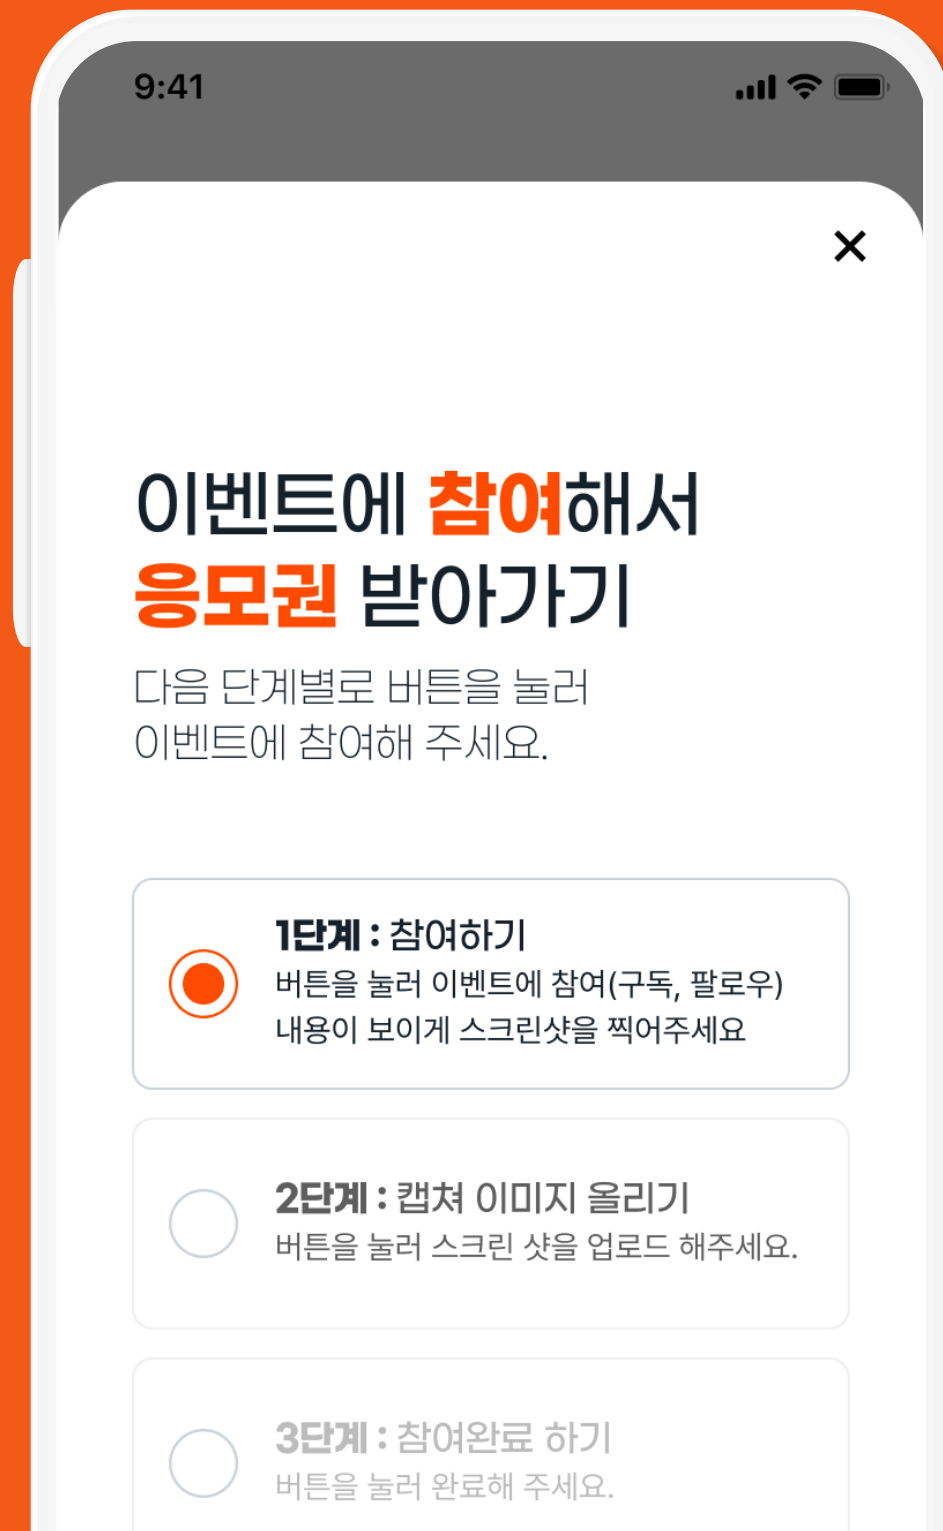 9:41
이벤트에 참여해서
응모권 받아가기
다음 단계별로 버튼을 눌러
이벤트에 참여해 주세요.
1단계 : 참여하기
버튼을 눌러 이벤트에 참여(구독, 팔로우)
내용이 보이게 스크린샷을 찍어주세요
2단계 : 캡쳐 이미지 올리기
버튼을 눌러 스크린 샷을 업로드 해주세요.
3단계 : 참여완료 하기
버튼을 눌러 완료해 주세요.